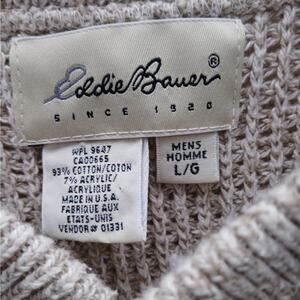 Eddie Bauer®
SINCE 1920
WPL 9647
CA00665
93% COTTON/COTON
7% ACRYLIC/
ACRYLIQUE
MADE IN U.S.A.
FABRIQUE AUX
ETATS-UNIS
VENDOR# 01331
MENS
HOMME
L/G